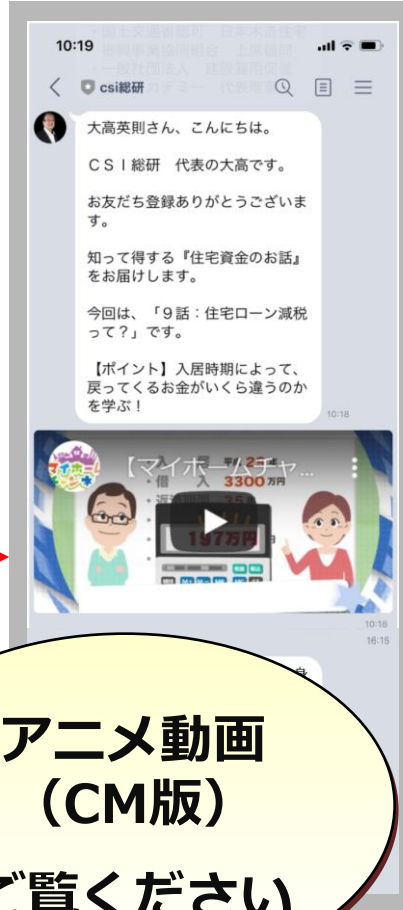 10:19
csi総研
大高英則さん、こんにちは。
CSI総研 代表の大高です。
お友だち登録ありがとうございま
す。
知って得する『住宅資金のお話』
をお届けします。
今回は、「9話:住宅ローン減税
って?」です。
【ポイント】入居時期によって、
戻ってくるお金がいくら違うのか
を学ぶ!
10:18
【マイホームチャ...
借 入 3300万円
197万円
10:18
16:15
アニメ動画
(CM版)
ご覧ください